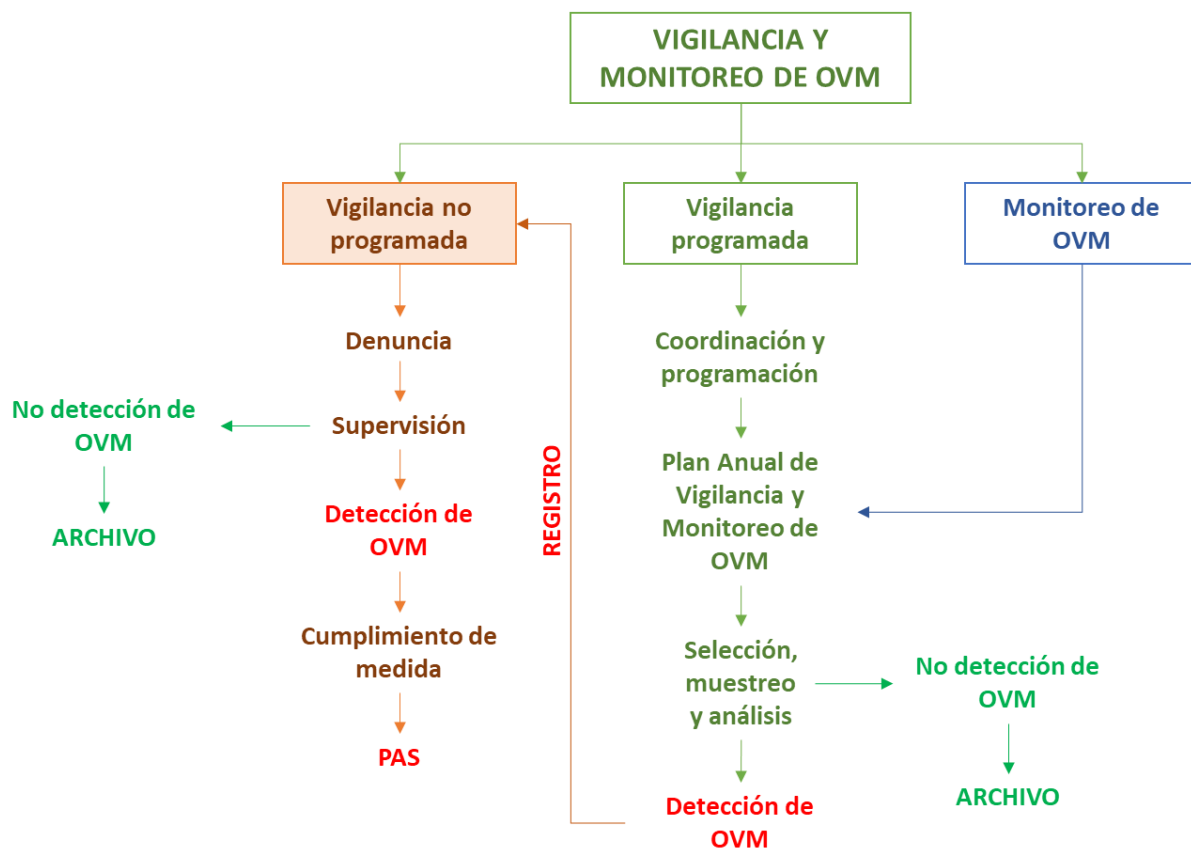 VIGILANCIA Y
MONITOREO DE OVM
Vigilancia no
programada
Vigilancia
programada
Monitoreo de
OVM
Denuncia
Coordinación y
programación
No detección de
OVM
Supervisión
ARCHIVO
Detección de
OVM
REGISTRO
Plan Anual de
Vigilancia y
Monitoreo de
OVM
Cumplimiento de
medida
PAS
Selección,
muestreo
y análisis
No detección de
OVM
ARCHIVO
Detección de
OVM